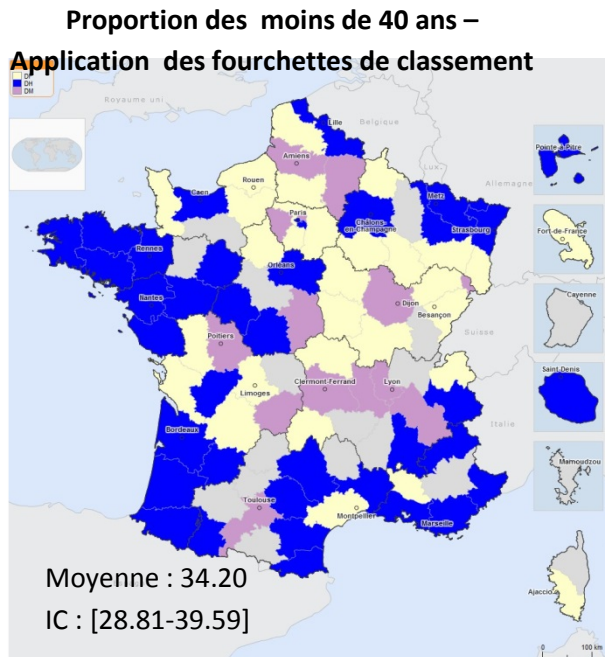 Proportion des moins de 40 ans –
Application des fourchettes de classement
DF
DH
DM
Royaume uni
Belgique
Lille
Lux.
Allemagne
Amiens
Rouen
Caen
Paris
Metz
Châlons-
en-Champagne
Strasbourg
Rennes
Orléans
Nantes
Dijon
Besançon
Suisse
Poitiers
Limoges
Clermont-Ferrand
Lyon
Italie
Bordeaux
Toulouse
Montpellier
Marseille
Pointe-à-Pitre
Fort-de-France
Cayenne
Saint-Denis
Mamoudzou
Ajaccio
Moyenne : 34.20
IC : [28.81-39.59]
0 100 km